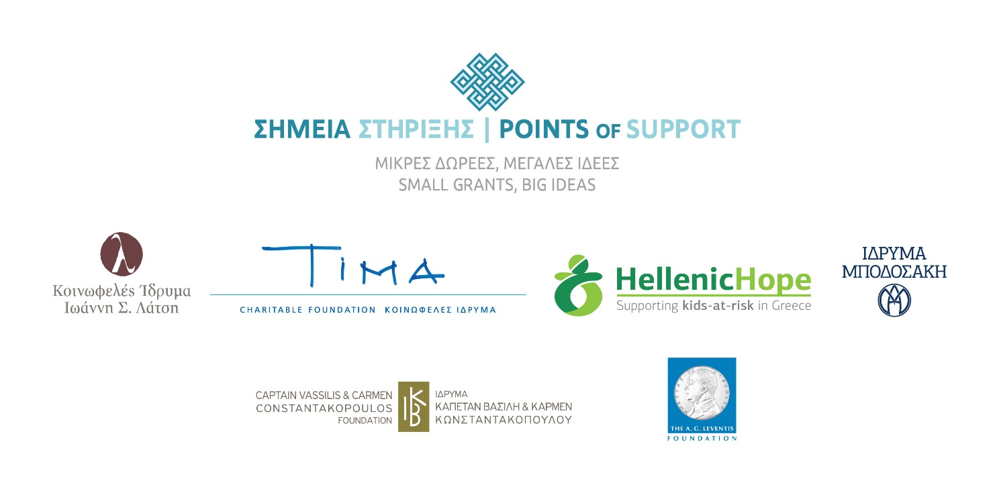 ΣΗΜΕΙΑ ΣΤΗΡΙΞΗΣ | POINTS OF SUPPORT
ΜΙΚΡΕΣ ΔΩΡΕΕΣ, ΜΕΓΑΛΕΣ ΙΔΕΕΣ
SMALL GRANTS, BIG IDEAS
Κοινωφελές Ίδρυμα
Ιωάννη Σ. Λάτση
TIMA
CHARITABLE FOUNDATION ΚΟΙΝΩΦΕΛΕΣ ΙΔΡΥΜΑ
HellenicHope
Supporting kids-at-risk in Greece
ΙΔΡΥΜΑ
ΜΠΟΔΟΣΑΚΗ
CAPTAIN VASSILIS & CARMEN
CONSTANTAKOPOULOS
FOUNDATION
ΙΔΡΥΜΑ
ΚΑΠΕΤΑΝ ΒΑΣΙΛΗ & ΚΑΡΜΕΝ
ΚΩΝΣΤΑΝΤΑΚΟΠΟΥΛΟΥ
THE A. G. LEVENTIS
FOUNDATION